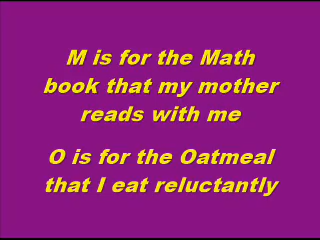 M is for the Math
book that my mother
reads with me
O is for the Oatmeal
that I eat reluctantly